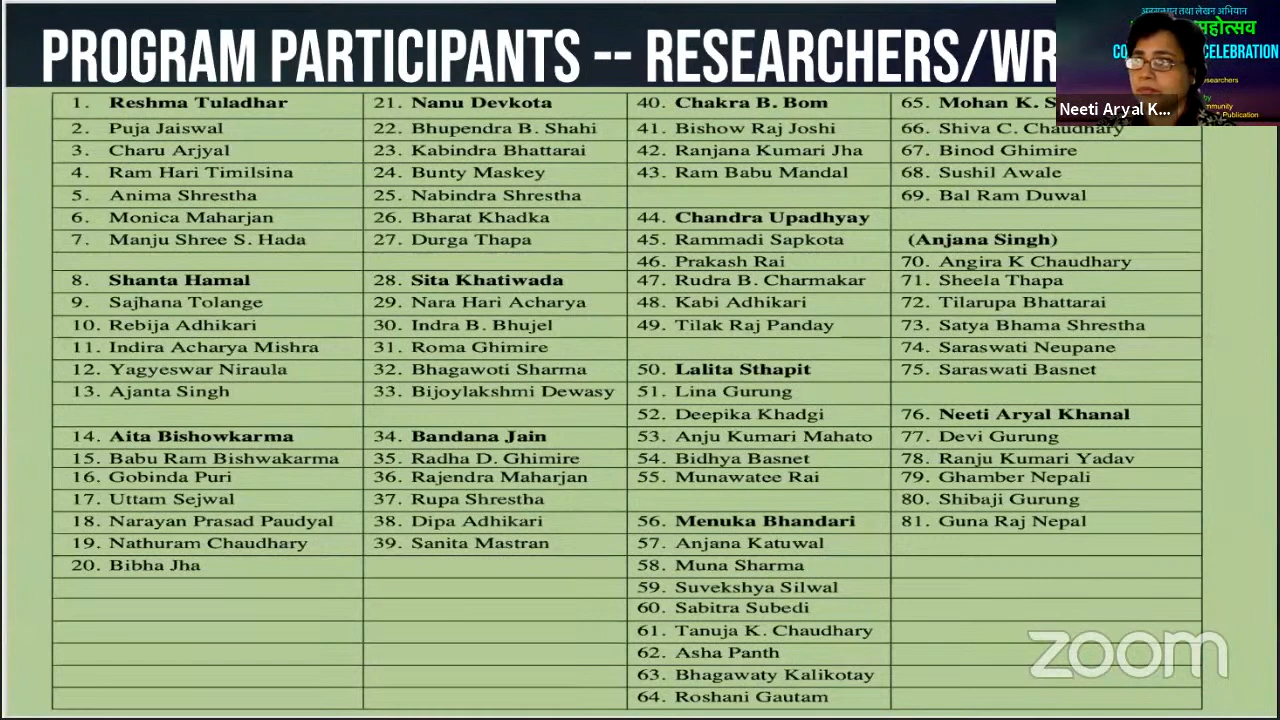 PROGRAM PARTICIPANTS -- RESEARCHERS/WR
1. Reshma Tuladhar
2. Puja Jaiswal
3. Charu Arjyal
4. Ram Hari Timilsina
5. Anima Shrestha
6. Monica Maharjan
7. Manju Shree S. Hada
8. Shanta Hamal
9. Sajhana Tolange
10. Rebija Adhikari
11. Indira Acharya Mishra
12. Yagyeswar Niraula
13. Ajanta Singh
14. Aita Bishowkarma
15. Babu Ram Bishwakarma
16. Gobinda Puri
17. Uttam Sejwal
18. Narayan Prasad Paudyal
19. Nathuram Chaudhary
20. Bibha Jha
21. Nanu Devkota
22. Bhupendra B. Shahi
23. Kabindra Bhattarai
24. Bunty Maskey
25. Nabindra Shrestha
26. Bharat Khadka
27. Durga Thapa
28. Sita Khatiwada
29. Nara Hari Acharya
30. Indra B. Bhujel
31. Roma Ghimire
32. Bhagawoti Sharma
33. Bijoylakshmi Dewasy
34. Bandana Jain
35. Radha D. Ghimire
36. Rajendra Maharjan
37. Rupa Shrestha
38. Dipa Adhikari
39. Sanita Mastran
40. Chakra B. Bom
41. Bishow Raj Joshi
42. Ranjana Kumari Jha
43. Ram Babu Mandal
44. Chandra Upadhyay
45. Rammadi Sapkota
46. Prakash Rai
47. Rudra B. Charmakar
48. Kabi Adhikari
49. Tilak Raj Panday
50. Lalita Sthapit
51. Lina Gurung
52. Deepika Khadgi
53. Anju Kumari Mahato
54. Bidhya Basnet
55. Munawatee Rai
56. Menuka Bhandari
57. Anjana Katuwal
58. Muna Sharma
59. Suvekshya Silwal
60. Sabitra Subedi
61. Tanuja K. Chaudhary
62. Asha Panth
63. Bhagawaty Kalikotay
64. Roshani Gautam
65. Mohan K. S
66. Shiva C. Chaudhary
67. Binod Ghimire
68. Sushil Awale
69. Bal Ram Duwal
(Anjana Singh)
70. Angira K Chaudhary
71. Sheela Thapa
72. Tilarupa Bhattarai
73. Satya Bhama Shrestha
74. Saraswati Neupane
75. Saraswati Basnet
76. Neeti Aryal Khanal
77. Devi Gurung
78. Ranju Kumari Yadav
79. Ghamber Nepali
80. Shibaji Gurung
81. Guna Raj Nepal
तथा लेखन अभियान
होत्सव
CO ELEBRATION
searchers
by
mmunity
Publication
Neeti Aryal K...
zoom